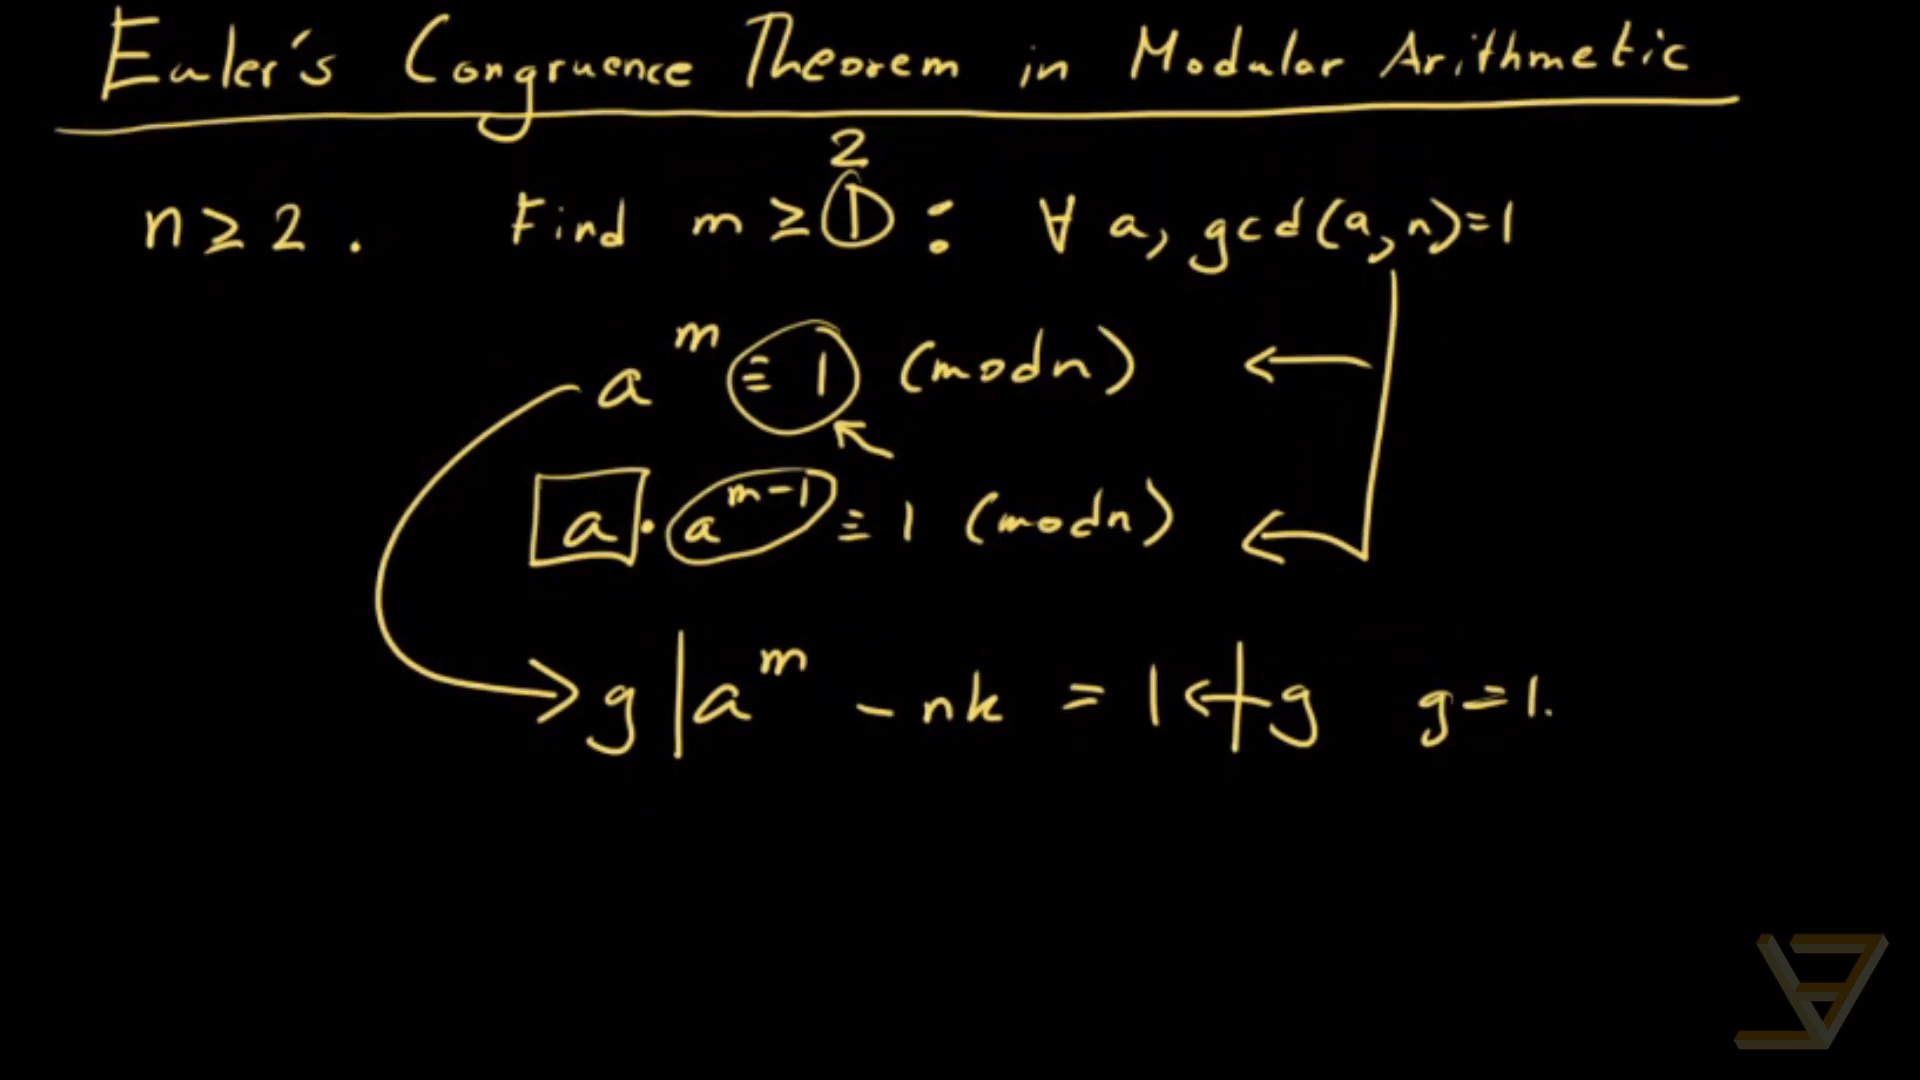 Euler's Congruence Theorem in Modular Arithmetic
2
n ≥ 2 . Find m ≥ 1 : ∀ a, gcd(a,n)=1
a^m ≡ 1 (mod n) ←
a · a^{m-1} ≡ 1 (mod n) ←
g | a^m - nk = 1 ← | g g=1.